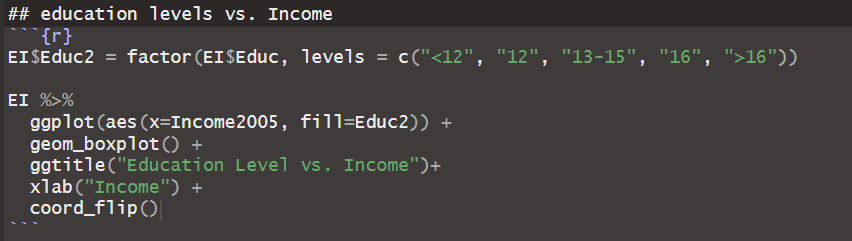 ## education levels vs. Income
```{r}
EI$Educ2 = factor(EI$Educ, levels = c("<12", "12", "13-15", "16", ">16"))
EI %>%
ggplot(aes(x=Income2005, fill=Educ2)) +
geom_boxplot() +
ggtitle("Education Level vs. Income")+
xlab("Income") +
coord_flip()
```